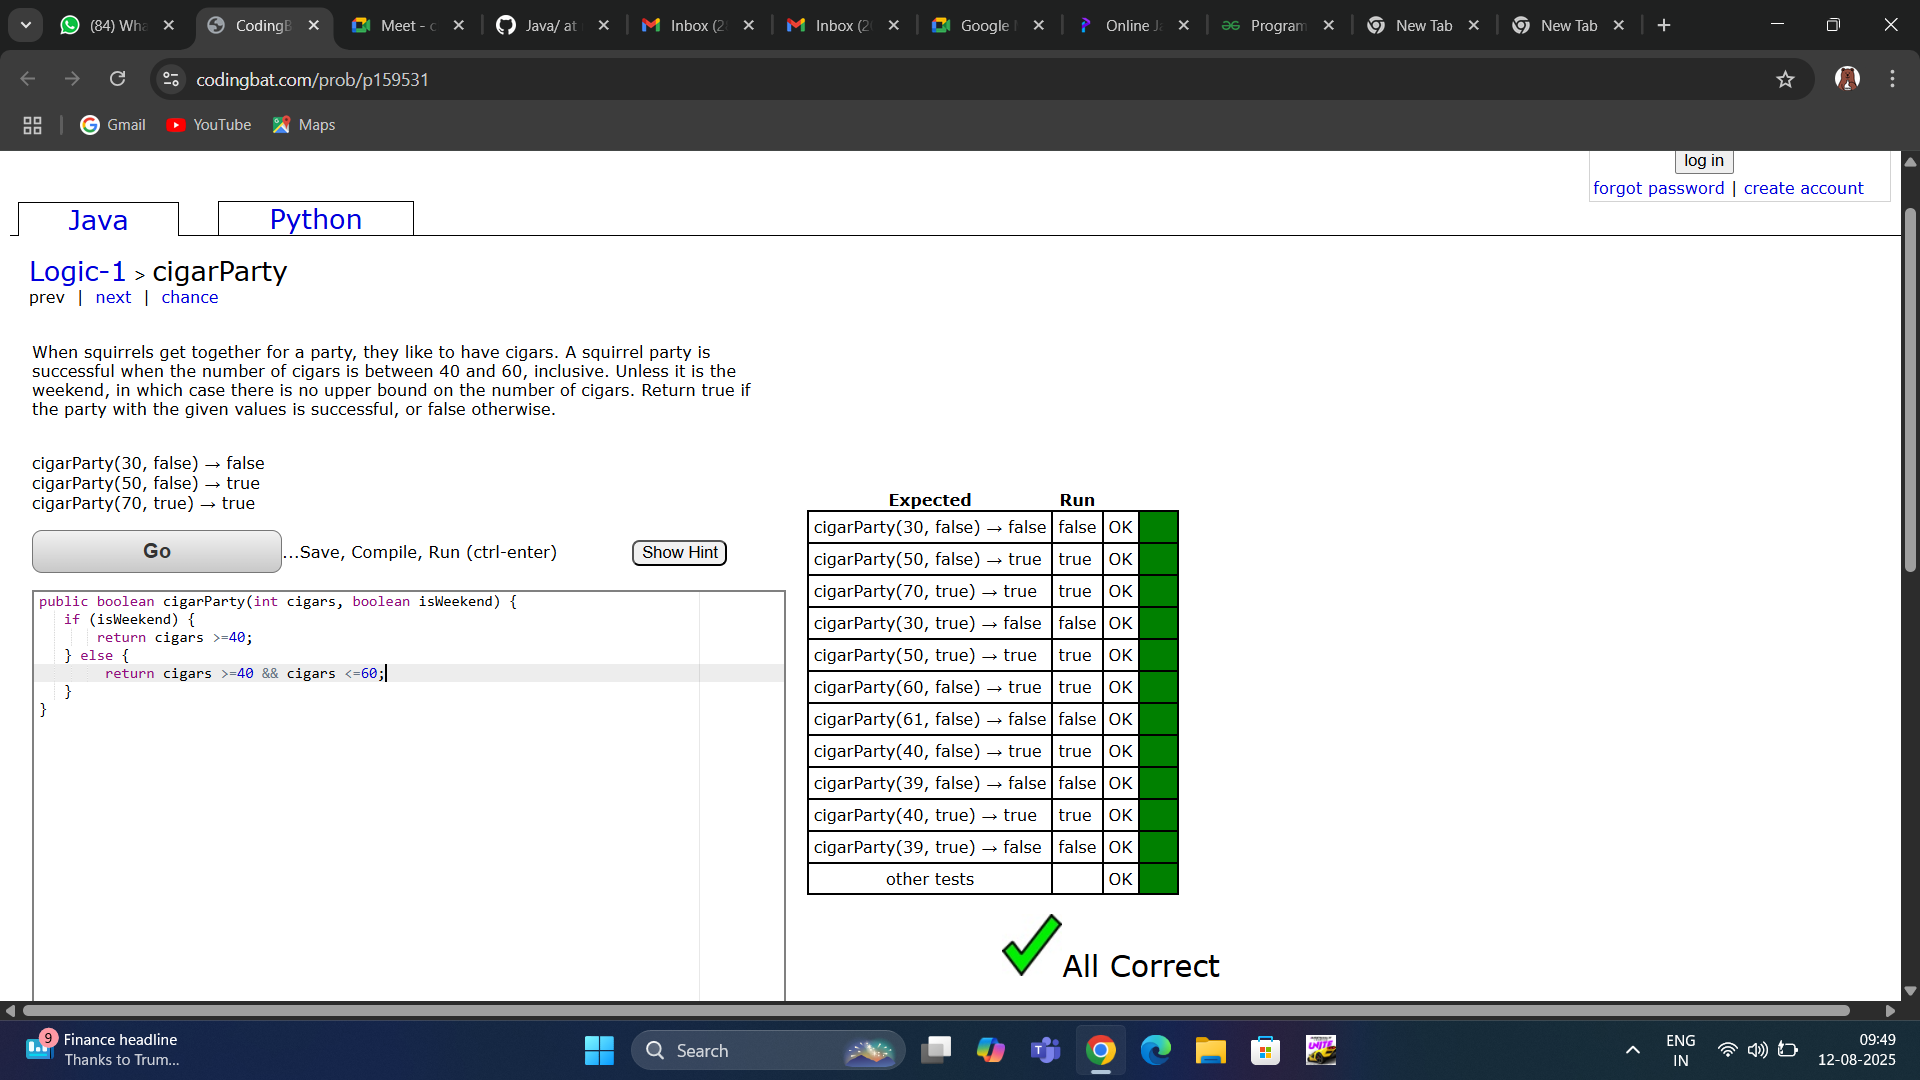 (84) Wha
CodingB
Meet - c
Java/ at
Inbox (2
Inbox (2
Google
Online Ja
Program
New Tab
New Tab
codingbat.com/prob/p159531
Gmail
YouTube
Maps
log in
forgot password | create account
Java
Python
Logic-1 > cigarParty
prev | next | chance
When squirrels get together for a party, they like to have cigars. A squirrel party is
successful when the number of cigars is between 40 and 60, inclusive. Unless it is the
weekend, in which case there is no upper bound on the number of cigars. Return true if
the party with the given values is successful, or false otherwise.
cigarParty(30, false) → false
cigarParty(50, false) → true
cigarParty(70, true) → true
Go
...Save, Compile, Run (ctrl-enter)
Show Hint
public boolean cigarParty(int cigars, boolean isWeekend) {
if (isWeekend) {
return cigars >=40;
} else {
return cigars >=40 && cigars <=60;
}
}
Expected Run
cigarParty(30, false) → false false OK
cigarParty(50, false) → true true OK
cigarParty(70, true) → true true OK
cigarParty(30, true) → false false OK
cigarParty(50, true) → true true OK
cigarParty(60, false) → true true OK
cigarParty(61, false) → false false OK
cigarParty(40, false) → true true OK
cigarParty(39, false) → false false OK
cigarParty(40, true) → true true OK
cigarParty(39, true) → false false OK
other tests OK
All Correct
9
Finance headline
Thanks to Trum...
Search
UNITE
ENG
IN
09:49
12-08-2025